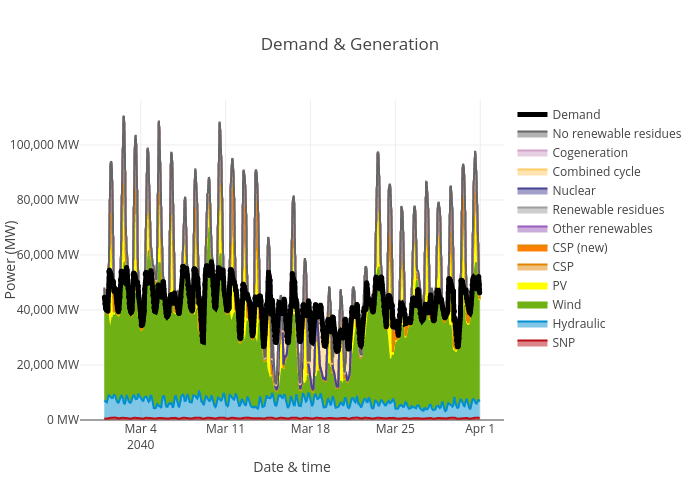 Demand & Generation
100,000 MW
80,000 MW
60,000 MW
40,000 MW
20,000 MW
0 MW
Power (MW)
Mar 4
2040
Mar 11
Mar 18
Mar 25
Apr 1
Date & time
Demand
No renewable residues
Cogeneration
Combined cycle
Nuclear
Renewable residues
Other renewables
CSP (new)
CSP
PV
Wind
Hydraulic
SNP